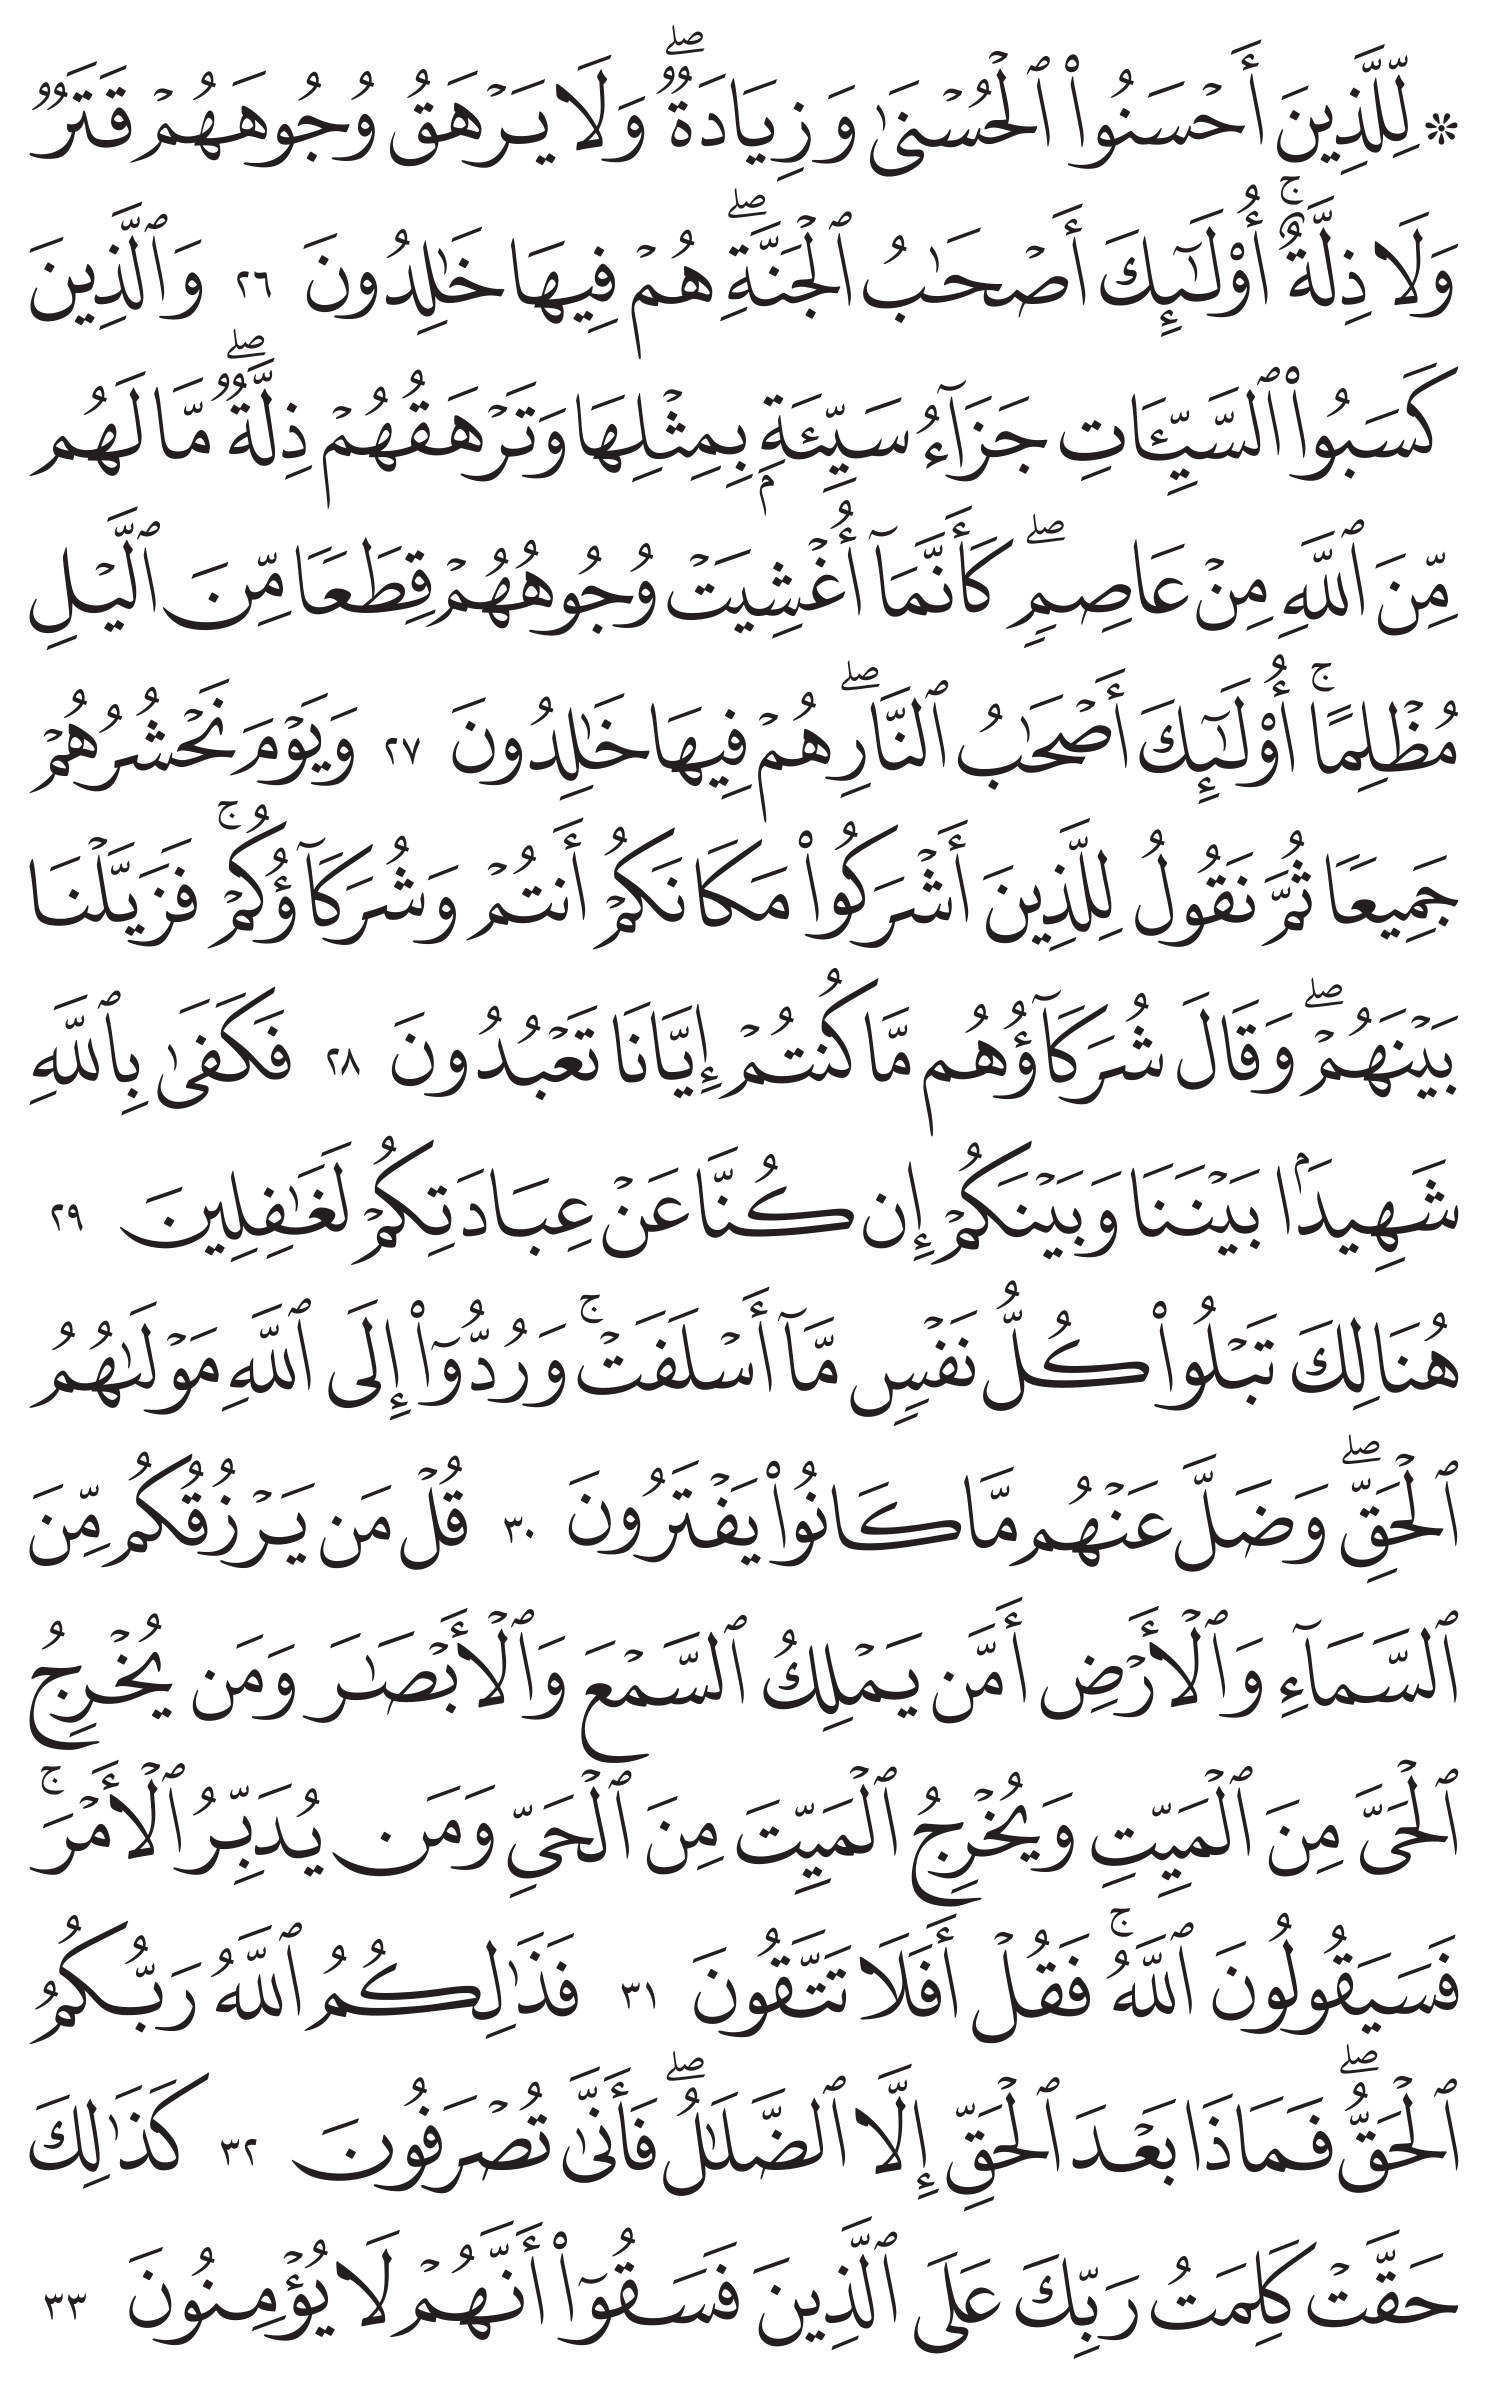 ۞ لِّلَّذِينَ أَحۡسَنُواْ ٱلۡحُسۡنَىٰ وَزِيَادَةٞۖ وَلَا يَرۡهَقُ وُجُوهَهُمۡ قَتَرٞ
وَلَا ذِلَّةٌۚ أُوْلَٰٓئِكَ أَصۡحَٰبُ ٱلۡجَنَّةِۖ هُمۡ فِيهَا خَٰلِدُونَ ٢٦ وَٱلَّذِينَ
كَسَبُواْ ٱلسَّيِّـَٔاتِ جَزَآءُ سَيِّئَةِۭ بِمِثۡلِهَا وَتَرۡهَقُهُمۡ ذِلَّةٞۖ مَّا لَهُم
مِّنَ ٱللَّهِ مِنۡ عَاصِمٖۖ كَأَنَّمَآ أُغۡشِيَتۡ وُجُوهُهُمۡ قِطَعٗا مِّنَ ٱلَّيۡلِ
مُظۡلِمًاۚ أُوْلَٰٓئِكَ أَصۡحَٰبُ ٱلنَّارِۖ هُمۡ فِيهَا خَٰلِدُونَ ٢٧ وَيَوۡمَ نَحۡشُرُهُمۡ
جَمِيعٗا ثُمَّ نَقُولُ لِلَّذِينَ أَشۡرَكُواْ مَكَانَكُمۡ أَنتُمۡ وَشُرَكَآؤُكُمۡۚ فَزَيَّلۡنَا
بَيۡنَهُمۡۖ وَقَالَ شُرَكَآؤُهُم مَّا كُنتُمۡ إِيَّانَا تَعۡبُدُونَ ٢٨ فَكَفَىٰ بِٱللَّهِ
شَهِيدَۢا بَيۡنَنَا وَبَيۡنَكُمۡ إِن كُنَّا عَنۡ عِبَادَتِكُمۡ لَغَٰفِلِينَ ٢٩
هُنَالِكَ تَبۡلُواْ كُلُّ نَفۡسٖ مَّآ أَسۡلَفَتۡۚ وَرُدُّوٓاْ إِلَى ٱللَّهِ مَوۡلَىٰهُمُ
ٱلۡحَقِّۖ وَضَلَّ عَنۡهُم مَّا كَانُواْ يَفۡتَرُونَ ٣٠ قُلۡ مَن يَرۡزُقُكُم مِّنَ
ٱلسَّمَآءِ وَٱلۡأَرۡضِ أَمَّن يَمۡلِكُ ٱلسَّمۡعَ وَٱلۡأَبۡصَٰرَ وَمَن يُخۡرِجُ
ٱلۡحَيَّ مِنَ ٱلۡمَيِّتِ وَيُخۡرِجُ ٱلۡمَيِّتَ مِنَ ٱلۡحَيِّ وَمَن يُدَبِّرُ ٱلۡأَمۡرَۚ
فَسَيَقُولُونَ ٱللَّهُۚ فَقُلۡ أَفَلَا تَتَّقُونَ ٣١ فَذَٰلِكُمُ ٱللَّهُ رَبُّكُمُ
ٱلۡحَقُّۖ فَمَاذَا بَعۡدَ ٱلۡحَقِّ إِلَّا ٱلضَّلَٰلُۖ فَأَنَّىٰ تُصۡرَفُونَ ٣٢ كَذَٰلِكَ
حَقَّتۡ كَلِمَتُ رَبِّكَ عَلَى ٱلَّذِينَ فَسَقُوٓاْ أَنَّهُمۡ لَا يُؤۡمِنُونَ ٣٣